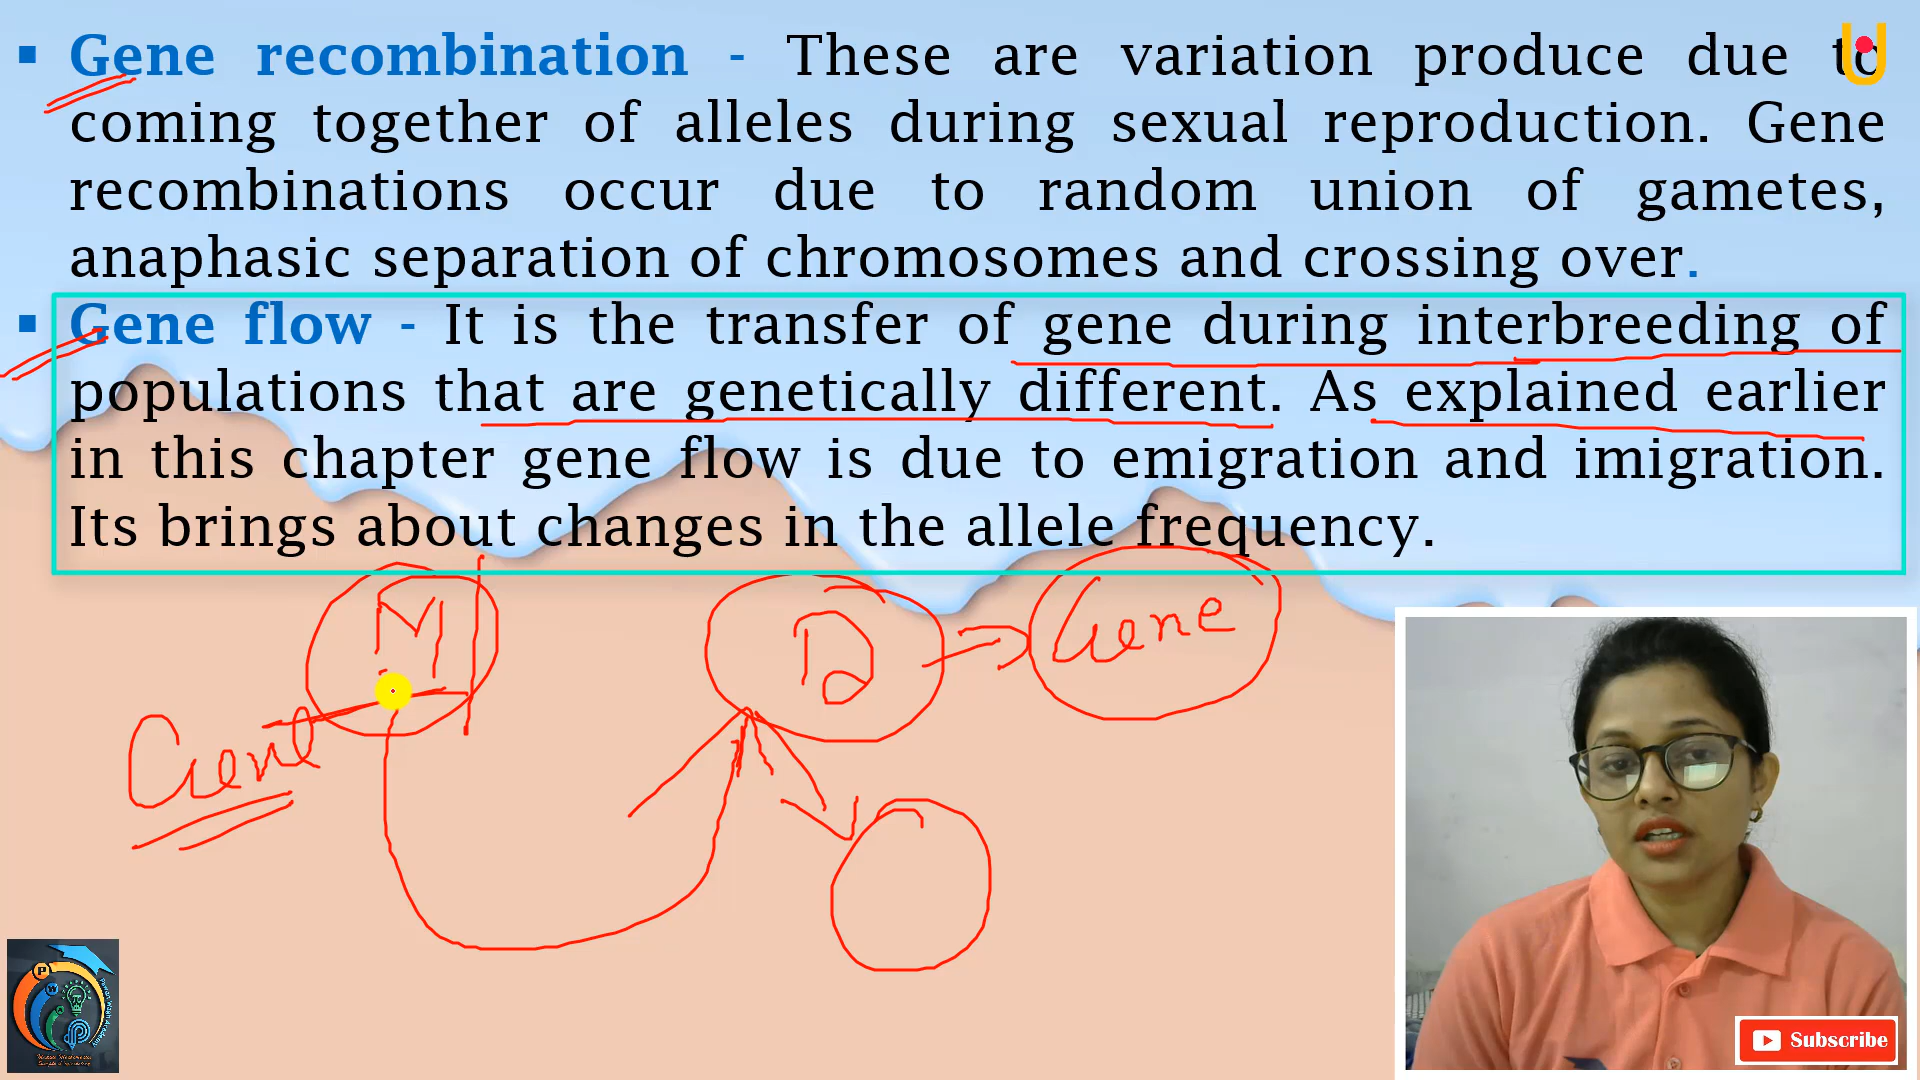 ▪ Gene recombination - These are variation produce due to
coming together of alleles during sexual reproduction. Gene
recombinations occur due to random union of gametes,
anaphasic separation of chromosomes and crossing over.
▪ Gene flow - It is the transfer of gene during interbreeding of
populations that are genetically different. As explained earlier
in this chapter gene flow is due to emigration and imigration.
Its brings about changes in the allele frequency.
M
D
Gene
Gene
Subscribe